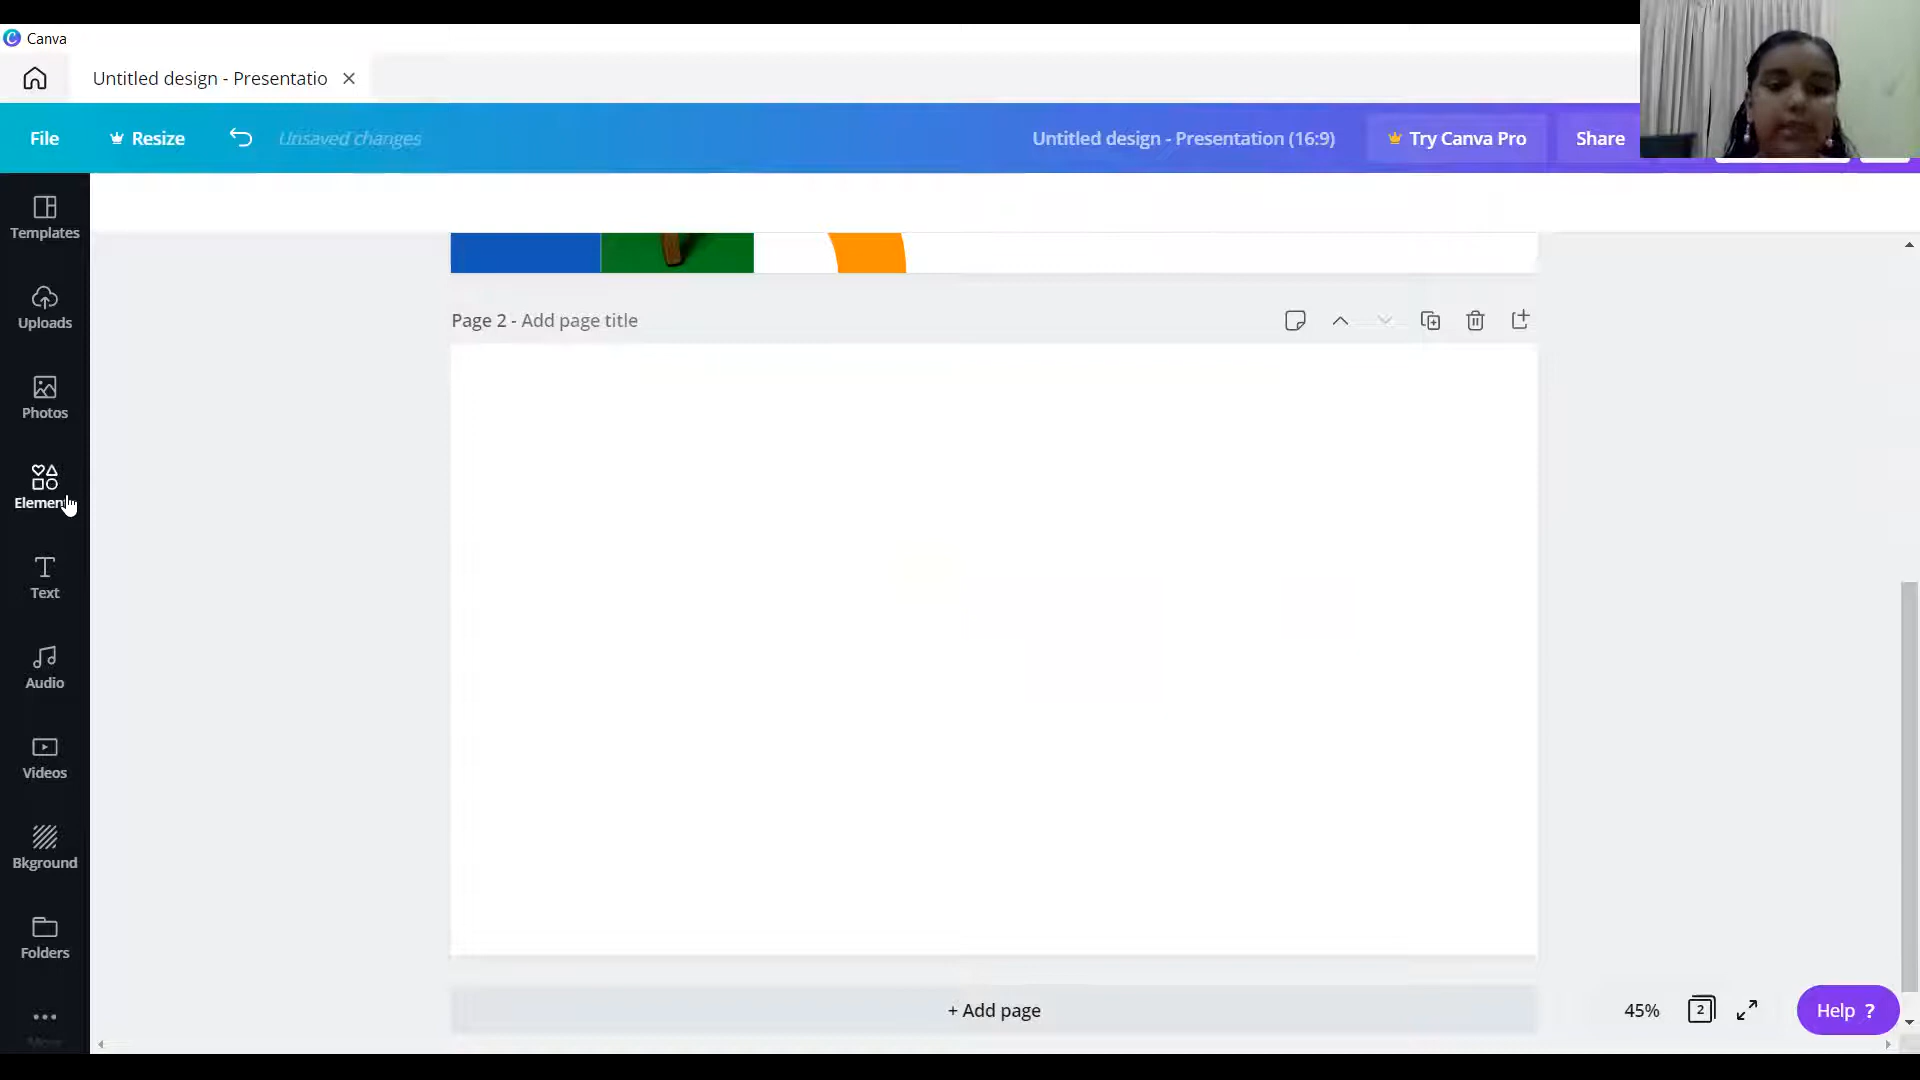 Canva
Untitled design - Presentatio
File
Resize
Unsaved changes
Untitled design - Presentation (16:9)
Try Canva Pro
Share
Templates
Uploads
Photos
Elements
Text
Audio
Videos
Bkground
Folders
Page 2 - Add page title
+ Add page
45%
2
Help ?